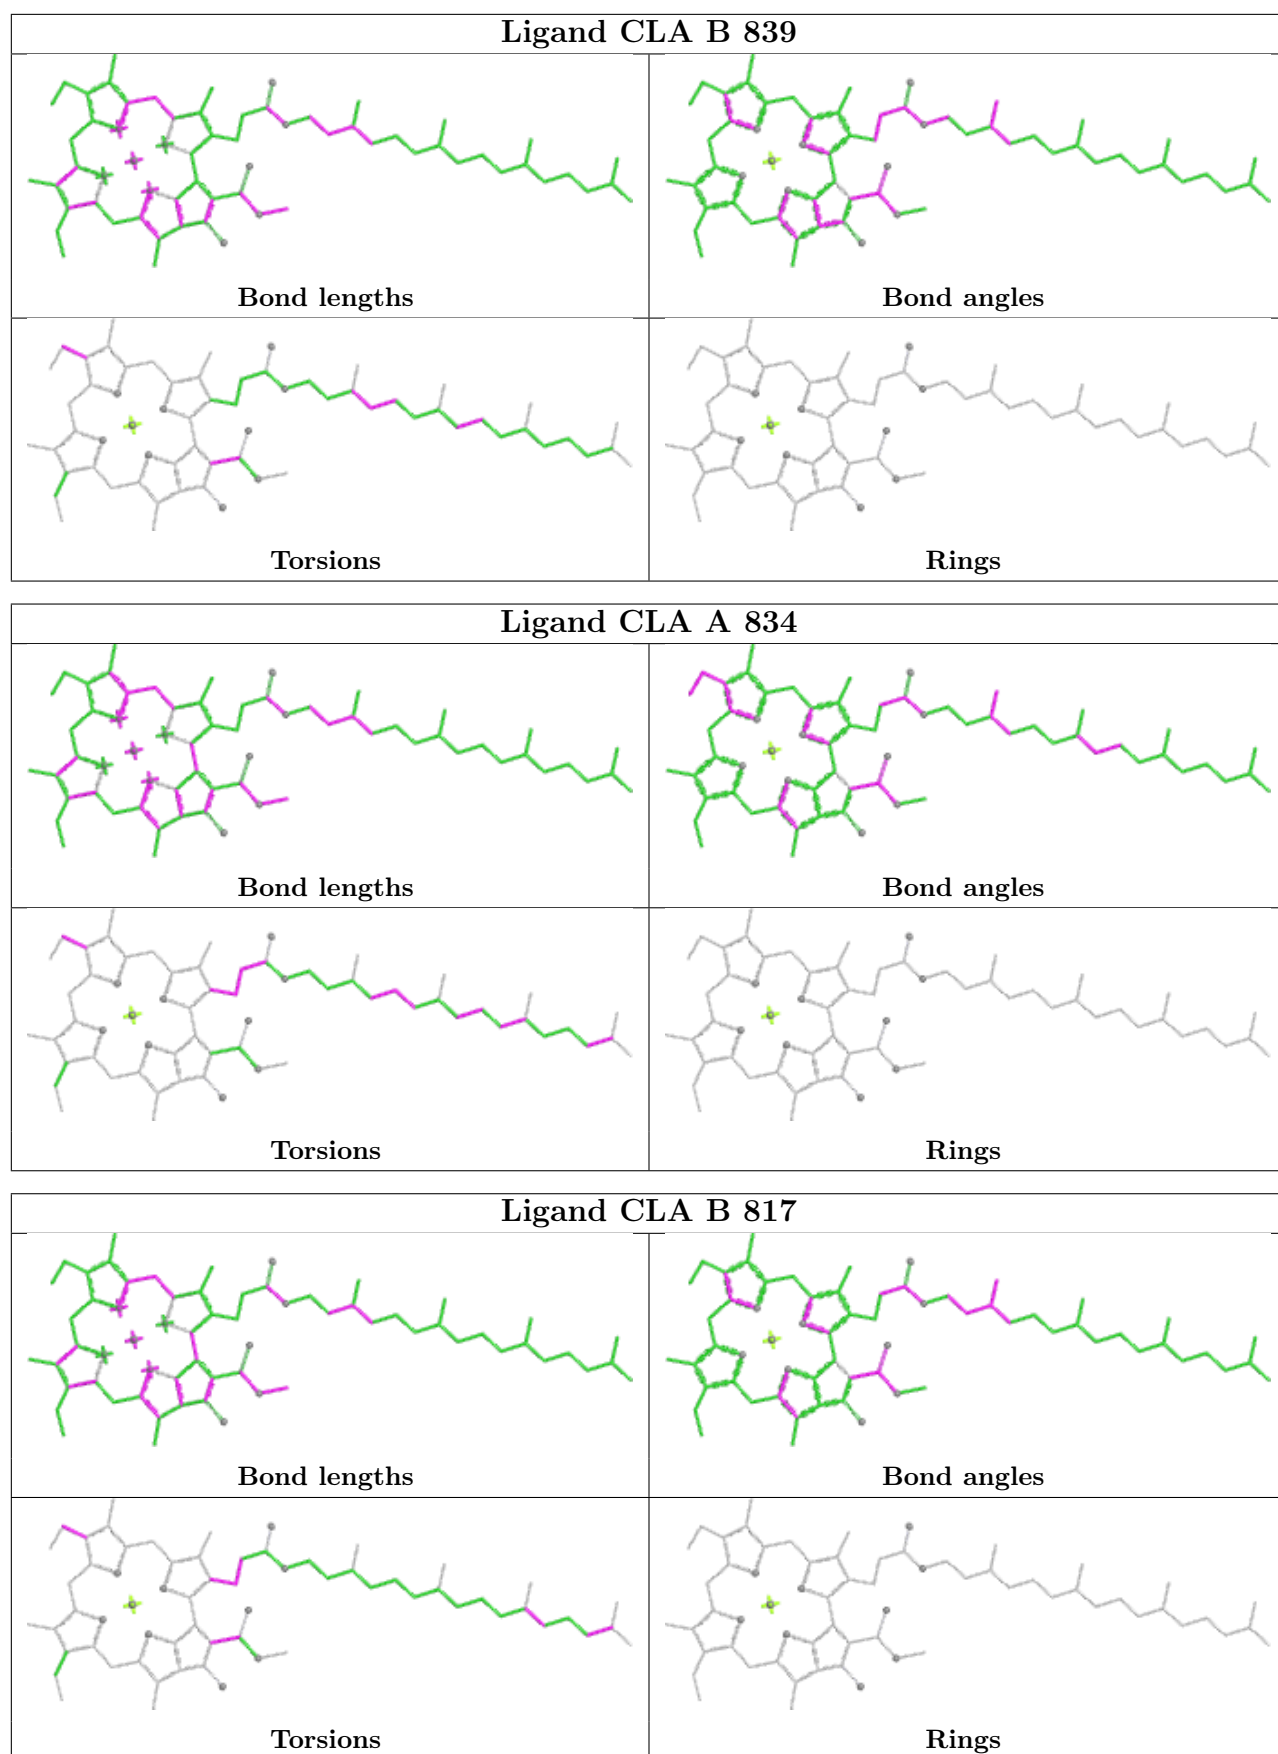 Ligand CLA B 839
Bond lengths
Bond angles
Torsions
Rings
Ligand CLA A 834
Bond lengths
Bond angles
Torsions
Rings
Ligand CLA B 817
Bond lengths
Bond angles
Torsions
Rings